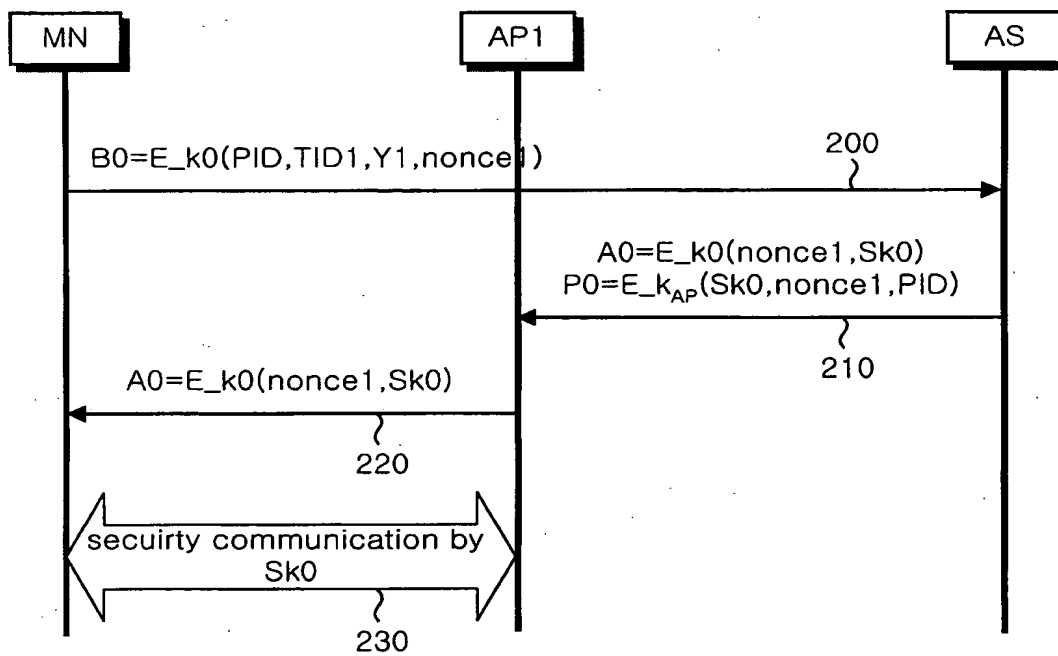 MN
AP1
AS
B0=E_k0(PID,TID1,Y1,nonce1)
200
A0=E_k0(nonce1,Sk0)
P0=E_k_AP(Sk0,nonce1,PID)
210
A0=E_k0(nonce1,Sk0)
220
secuirty communication by
Sk0
230